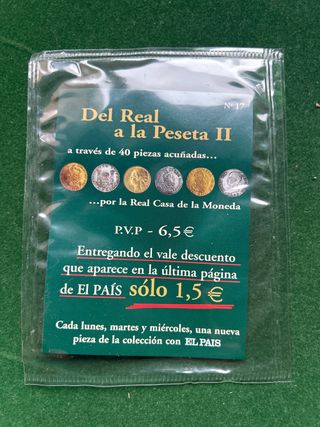 Nº 17
Del Real
a la Peseta II
a través de 40 piezas acuñadas...
...por la Real Casa de la Moneda
P.V.P - 6,5€
Entregando el vale descuento
que aparece en la última página
de El PAÍS sólo 1,5€
Cada lunes, martes y miércoles, una nueva
pieza de la colección con EL PAIS